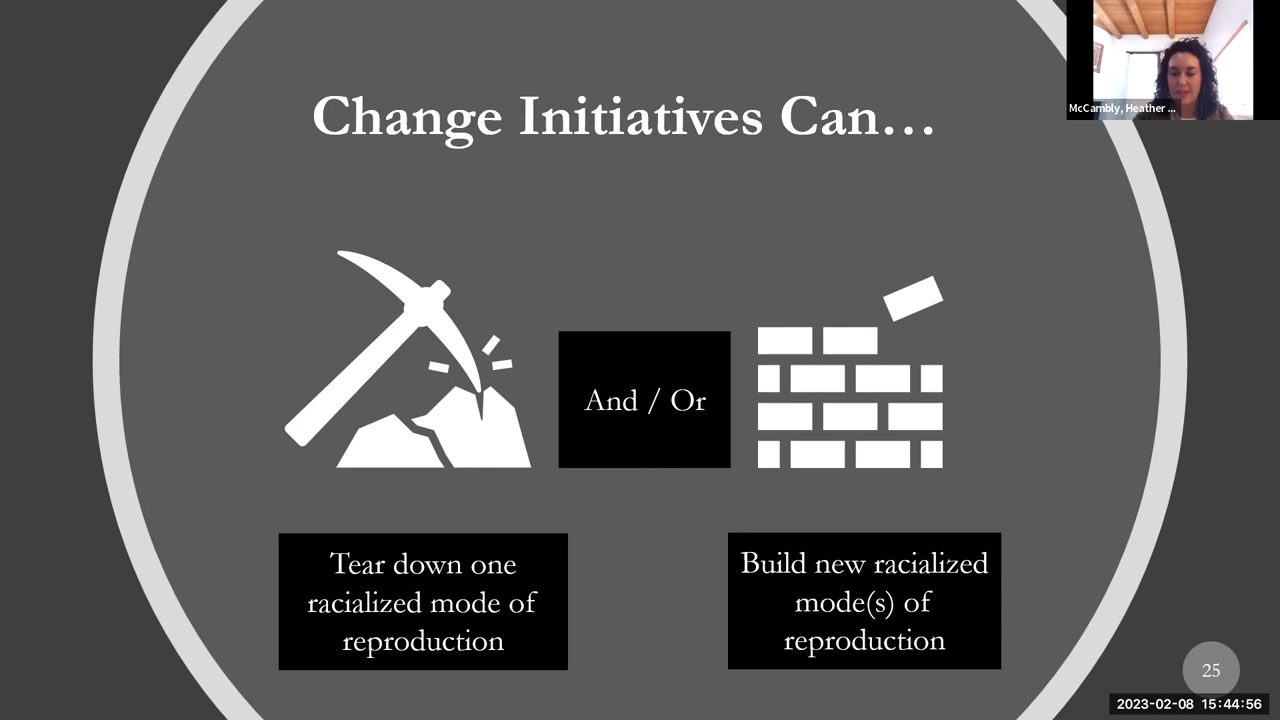 Change Initiatives Can...
McCambly, Heather ...
And / Or
Tear down one
racialized mode of
reproduction
Build new racialized
mode(s) of
reproduction
25
2023-02-08 15:44:56